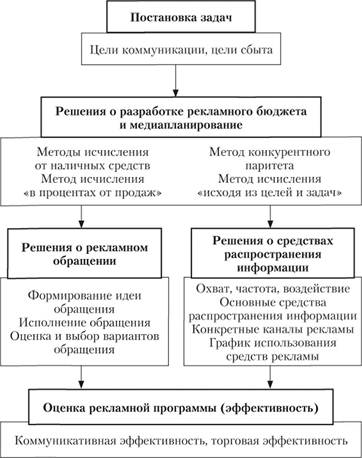 Постановка задач
Цели коммуникации, цели сбыта
Решения о разработке рекламного бюджета
и медиапланирование
Методы исчисления
от наличных средств
Метод исчисления
«в процентах от продаж»
Метод конкурентного
паритета
Метод исчисления
«исходя из целей и задач»
Решения о рекламном
обращении
Формирование идеи
обращения
Исполнение обращения
Оценка и выбор вариантов
обращения
Решения о средствах
распространения
информации
Охват, частота, воздействие
Основные средства
распространения информации
Конкретные каналы рекламы
График использования
средств рекламы
Оценка рекламной программы (эффективность)
Коммуникативная эффективность, торговая эффективность